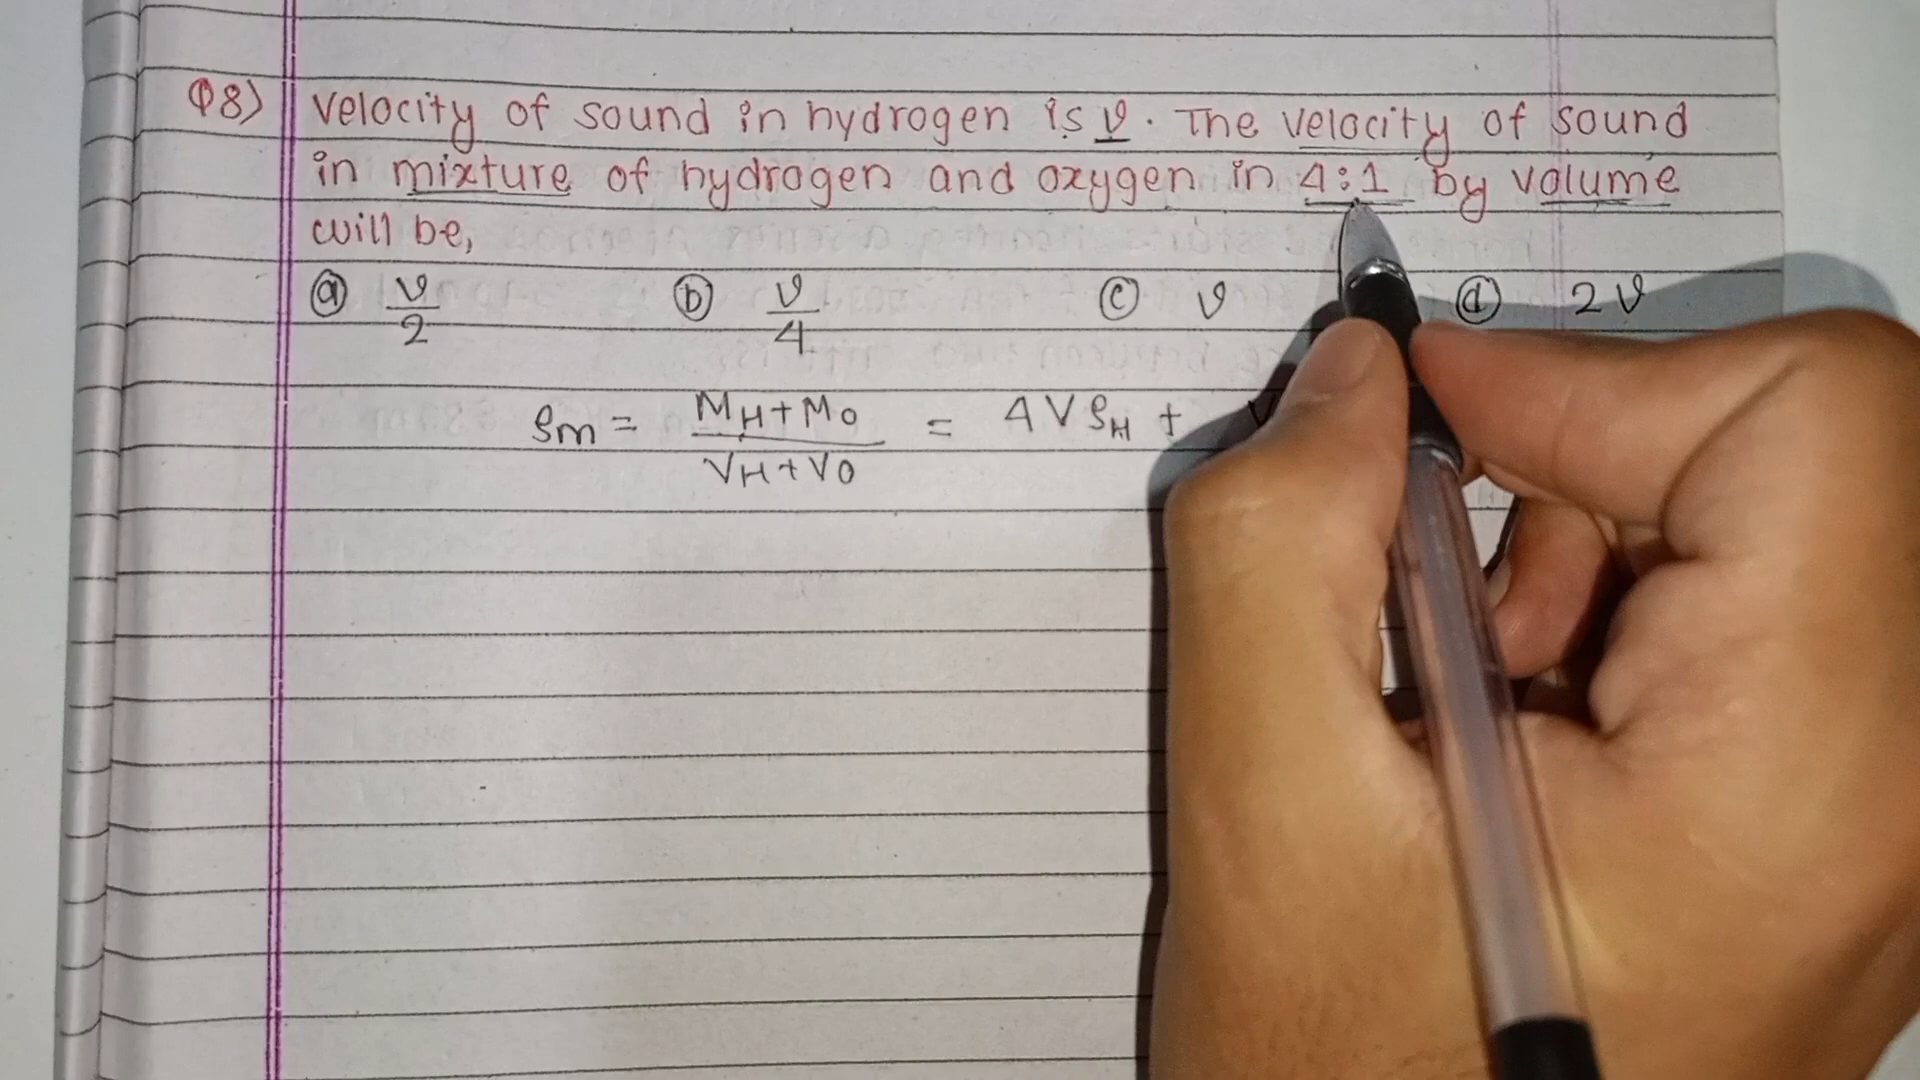 Q8) Velocity of sound in hydrogen is v. The velocity of sound
in mixture of hydrogen and oxygen in 4:1 by volume
will be,
(a) v/2 (b) v/4 (c) v (d) 2v
ρm = (MH+MO)/(VH+VO) = 4VρH +